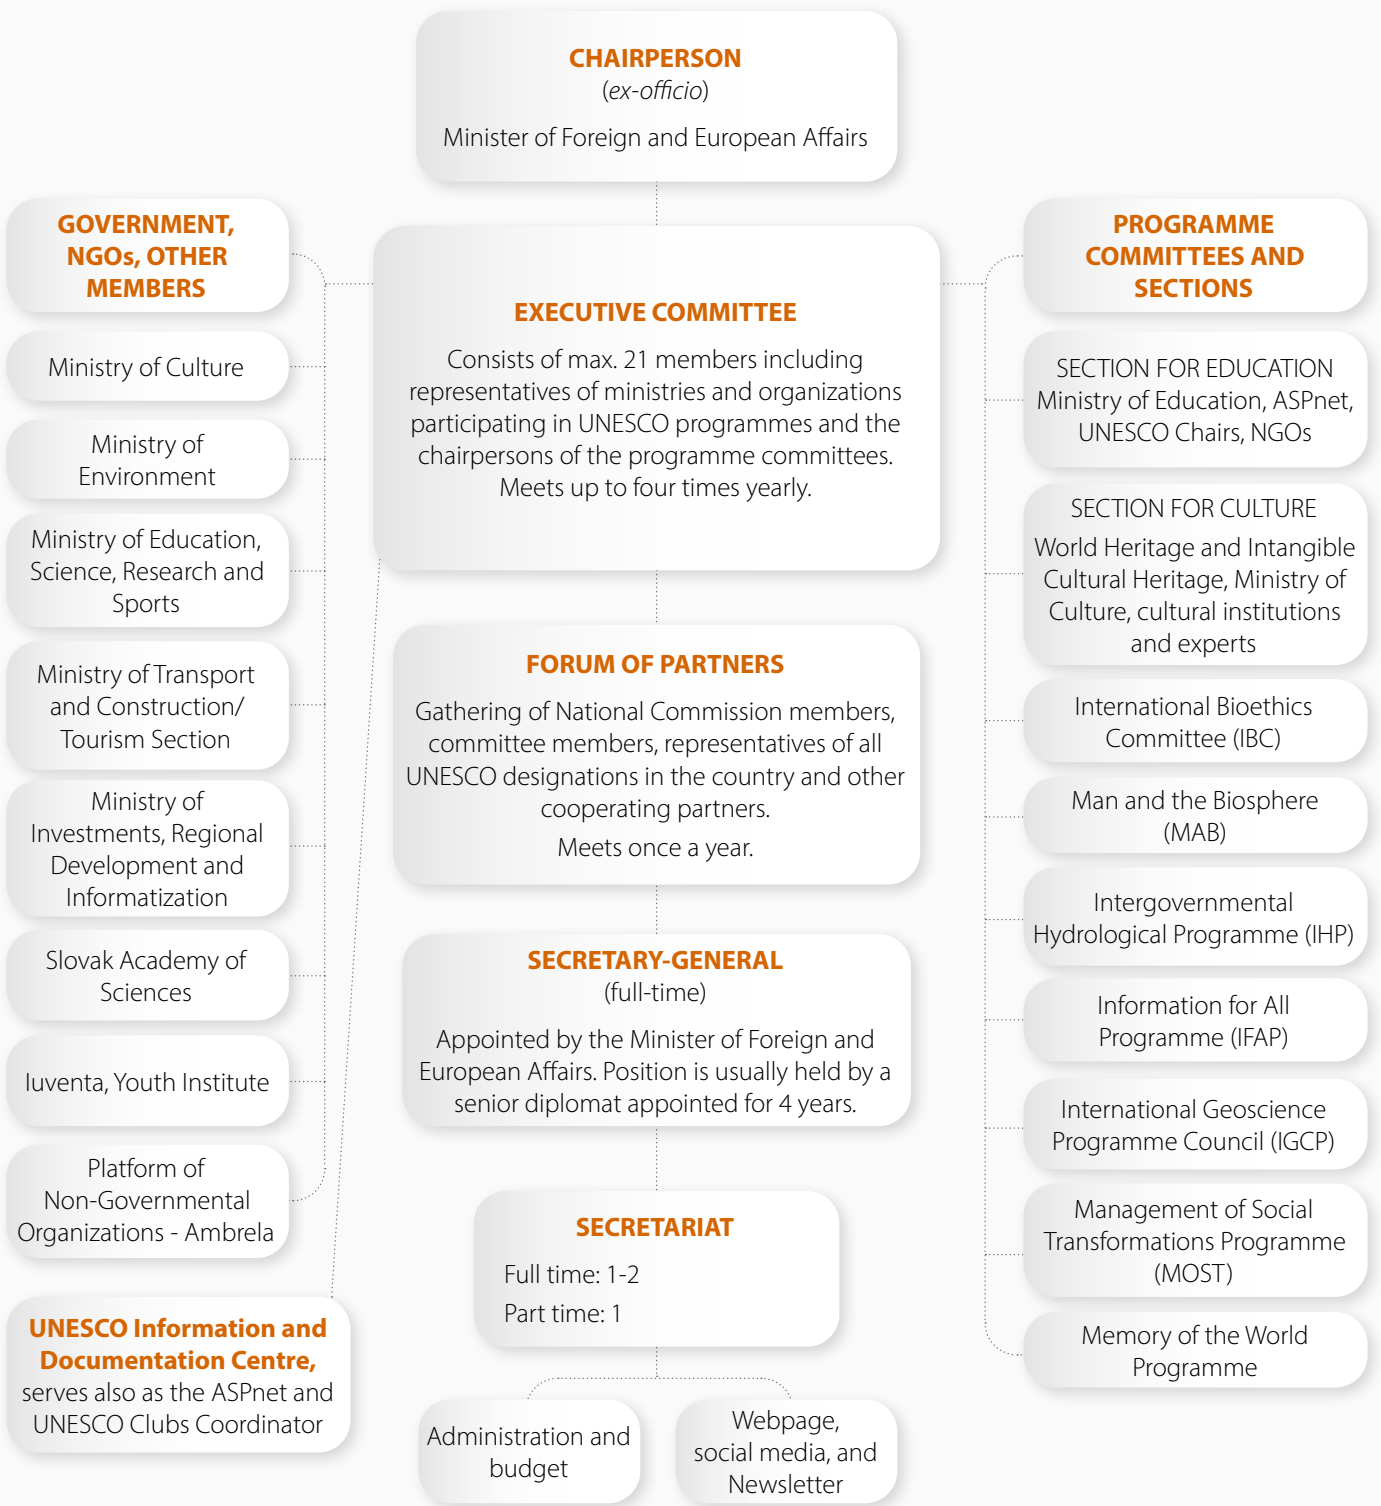 CHAIRPERSON
(ex-officio)
Minister of Foreign and European Affairs
GOVERNMENT,
NGOs, OTHER
MEMBERS
Ministry of Culture
Ministry of
Environment
Ministry of Education,
Science, Research and
Sports
Ministry of Transport
and Construction/
Tourism Section
Ministry of
Investments, Regional
Development and
Informatization
Slovak Academy of
Sciences
Iuventa, Youth Institute
Platform of
Non-Governmental
Organizations - Ambrela
UNESCO Information and
Documentation Centre,
serves also as the ASPnet and
UNESCO Clubs Coordinator
EXECUTIVE COMMITTEE
Consists of max. 21 members including
representatives of ministries and organizations
participating in UNESCO programmes and the
chairpersons of the programme committees.
Meets up to four times yearly.
FORUM OF PARTNERS
Gathering of National Commission members,
committee members, representatives of all
UNESCO designations in the country and other
cooperating partners.
Meets once a year.
SECRETARY-GENERAL
(full-time)
Appointed by the Minister of Foreign and
European Affairs. Position is usually held by a
senior diplomat appointed for 4 years.
SECRETARIAT
Full time: 1-2
Part time: 1
Administration and
budget
Webpage,
social media, and
Newsletter
PROGRAMME
COMMITTEES AND
SECTIONS
SECTION FOR EDUCATION
Ministry of Education, ASPnet,
UNESCO Chairs, NGOs
SECTION FOR CULTURE
World Heritage and Intangible
Cultural Heritage, Ministry of
Culture, cultural institutions
and experts
International Bioethics
Committee (IBC)
Man and the Biosphere
(MAB)
Intergovernmental
Hydrological Programme (IHP)
Information for All
Programme (IFAP)
International Geoscience
Programme Council (IGCP)
Management of Social
Transformations Programme
(MOST)
Memory of the World
Programme